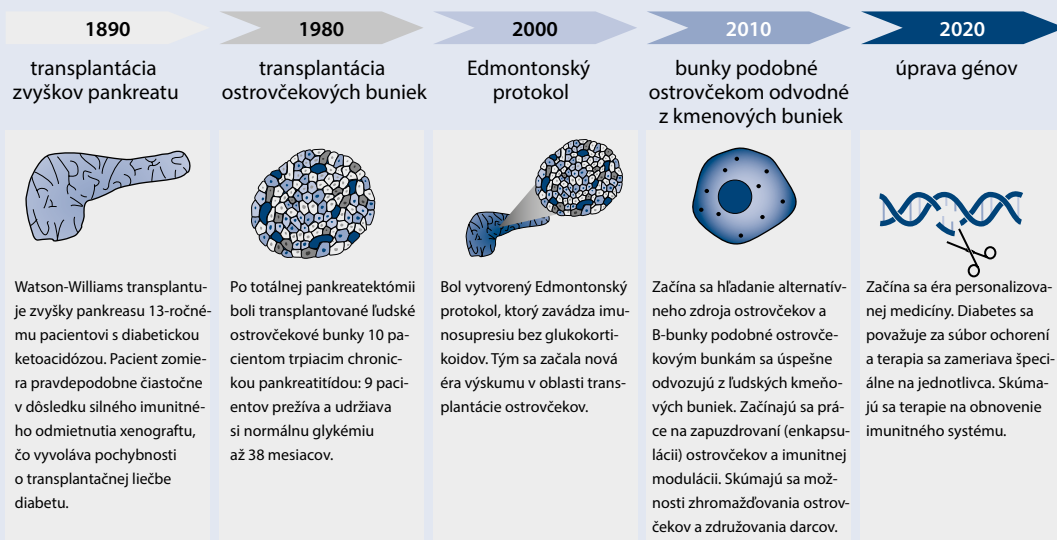 1890
transplantácia
zvyškov pankreatu
Watson-Williams transplantu-
je zvyšky pankreasu 13-ročné-
mu pacientovi s diabetickou
ketoacidózou. Pacient zomie-
ra pravdepodobne čiastočne
v dôsledku silného imunitné-
ho odmietnutia xenograftu,
čo vyvoláva pochybnosti
o transplantačnej liečbe
diabetu.
1980
transplantácia
ostrovčekových buniek
Po totálnej pankreatektómii
boli transplantované ľudské
ostrovčekové bunky 10 pa-
cientom trpiacim chronic-
kou pankreatitídou: 9 paci-
entov prežíva a udržiava
si normálnu glykémiu
až 38 mesiacov.
2000
Edmontonský
protokol
Bol vytvorený Edmontonský
protokol, ktorý zavádza imu-
nosupresiu bez glukokorti-
koidov. Tým sa začala nová
éra výskumu v oblasti trans-
plantácie ostrovčekov.
2010
bunky podobné
ostrovčekom odvodné
z kmenových buniek
Začína sa hľadanie alternatív-
neho zdroja ostrovčekov a
B-bunky podobné ostrovče-
kovým bunkám sa úspešne
odvozujú z ľudských kmeňo-
vých buniek. Začínajú sa prá-
ce na zapuzdrovaní (enkapsu-
lácii) ostrovčekov a imunitnej
modulácii. Skúmajú sa mož-
nosti zhromažďovania ostrov-
čekov a združovania darcov.
2020
úprava génov
Začína sa éra personalizova-
nej medicíny. Diabetes sa
považuje za súbor ochorení
a terapia sa zameriava špeci-
álne na jednotlivca. Skúma-
jú sa terapie na obnovenie
imunitného systému.